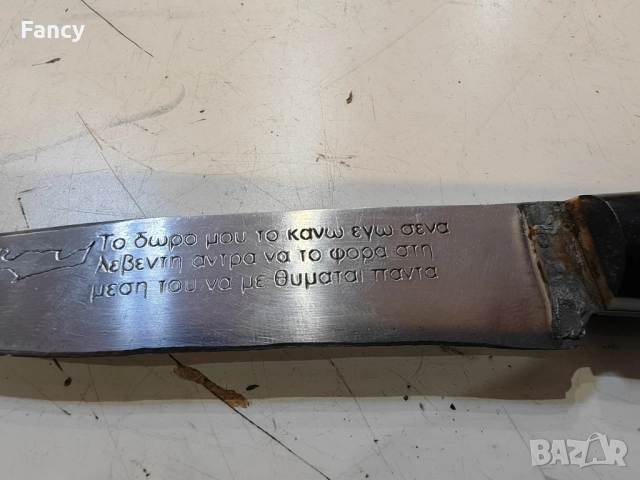 Fancy
Το δωρο μου το κανω εγω σενα
λεβεντη αντρα να το φορα στη
μεση του να με θυμαται παντα
BAZAR
bg